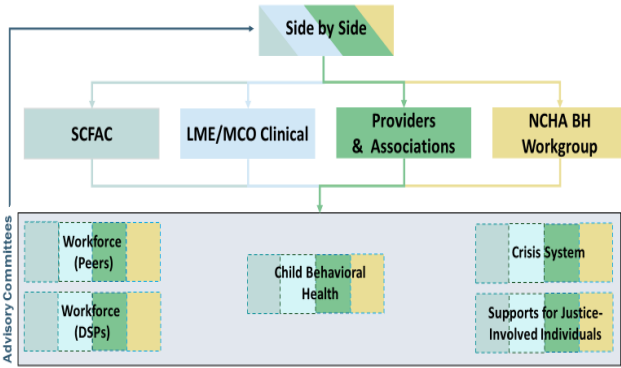 Side by Side
SCFAC
LME/MCO Clinical
Providers
& Associations
NCHA BH
Workgroup
Advisory Committees
Workforce
(Peers)
Workforce
(DSPs)
Child Behavioral
Health
Crisis System
Supports for Justice-
Involved Individuals